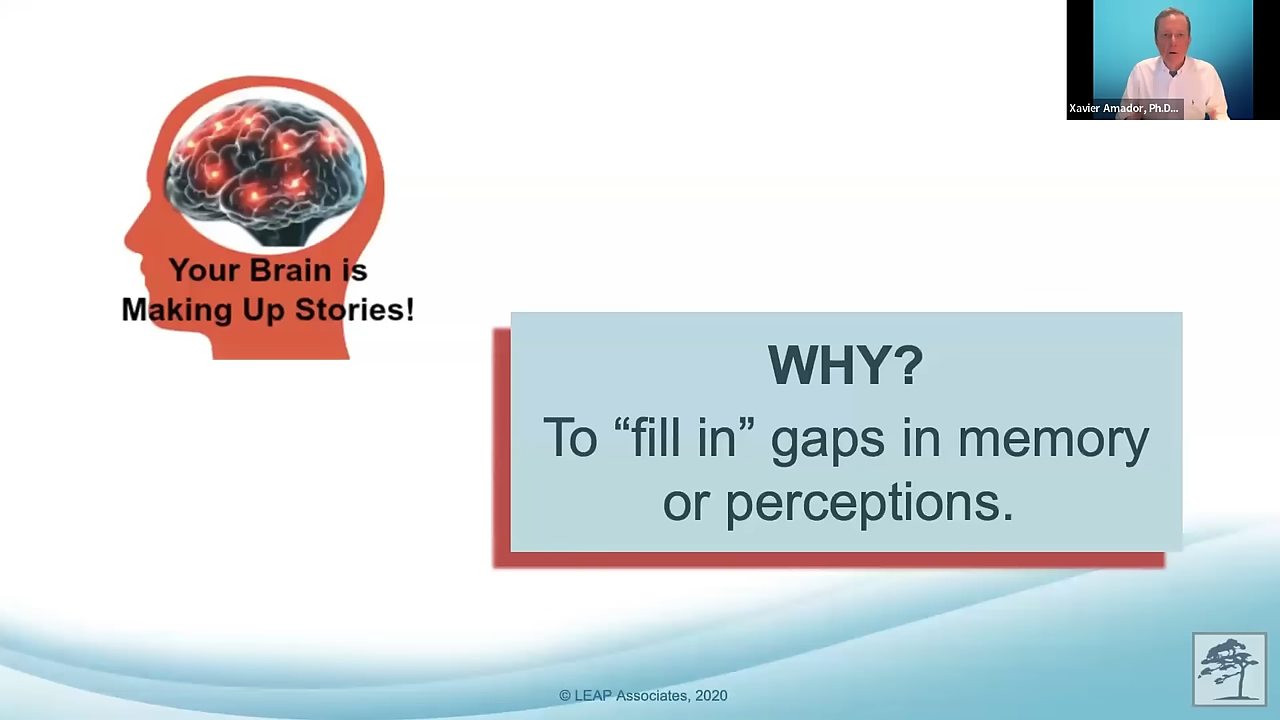 Xavier Amador, Ph.D...
Your Brain is
Making Up Stories!
WHY?
To “fill in” gaps in memory
or perceptions.
© LEAP Associates, 2020